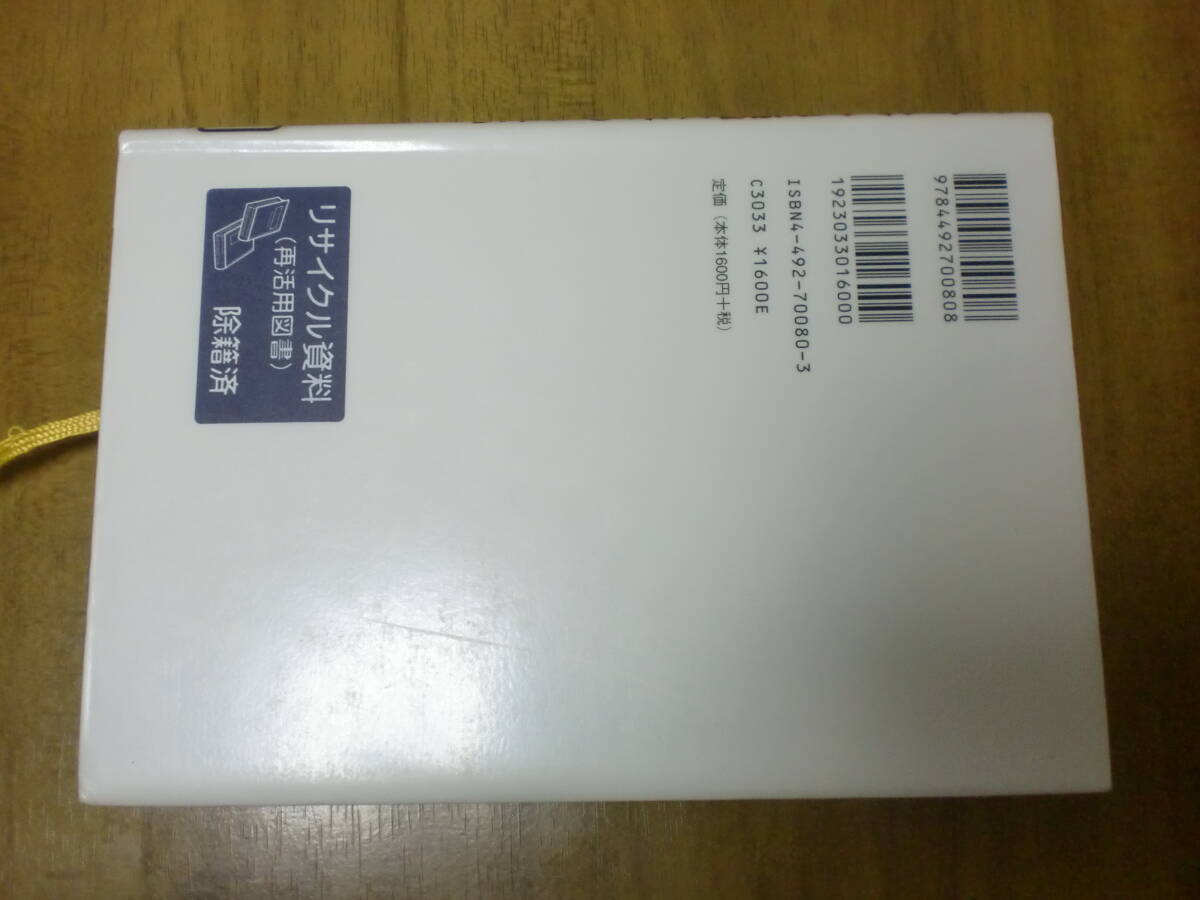 9784492700808
1923033016000
ISBN4-492-70080-3
C3033 ¥1600E
定価（本体1600円＋税）
リサイクル資料
（再活用図書）
除籍済